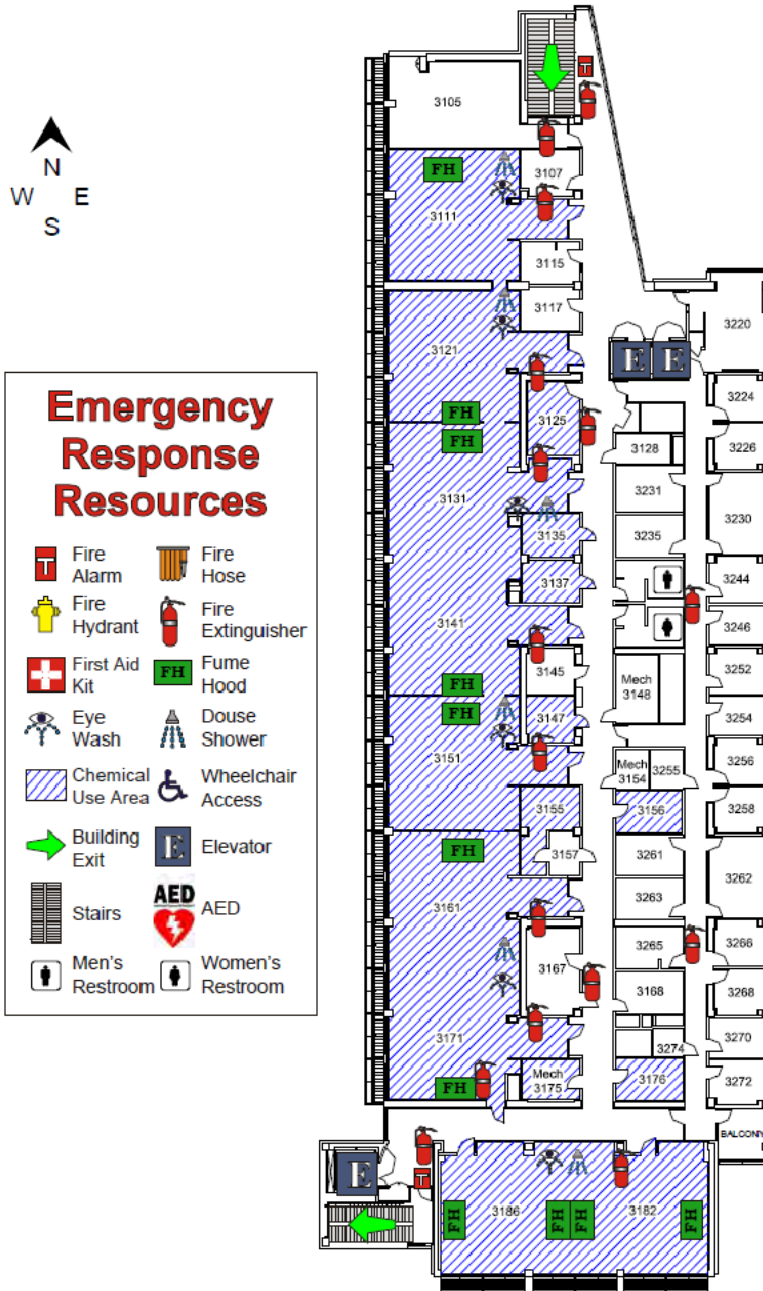 N
W E
S
Emergency
Response
Resources
Fire
Alarm
Fire
Hose
Fire
Hydrant
Fire
Extinguisher
First Aid
Kit
FH
Fume
Hood
Eye
Wash
Douse
Shower
Chemical
Use Area
Wheelchair
Access
Building
Exit
E
Elevator
Stairs
AED
AED
Men's
Restroom
Women's
Restroom
T
T
3105
FH
3107
3111
3115
3117
3121
3220
E E
3224
FH
3125
FH
3128
3226
3131
3231
3230
3135
3235
3137
3244
3141
3246
3145
Mech
3148
3252
FH
FH
3147
3254
3151
Mech
3154
3255
3256
3155
3156
3258
FH
3157
3261
3262
3161
3263
3265
3266
3167
3168
3268
3171
3274
3270
FH
Mech
3175
3176
3272
BALCONY
E
T
FH
3186
FH
FH
3182
FH